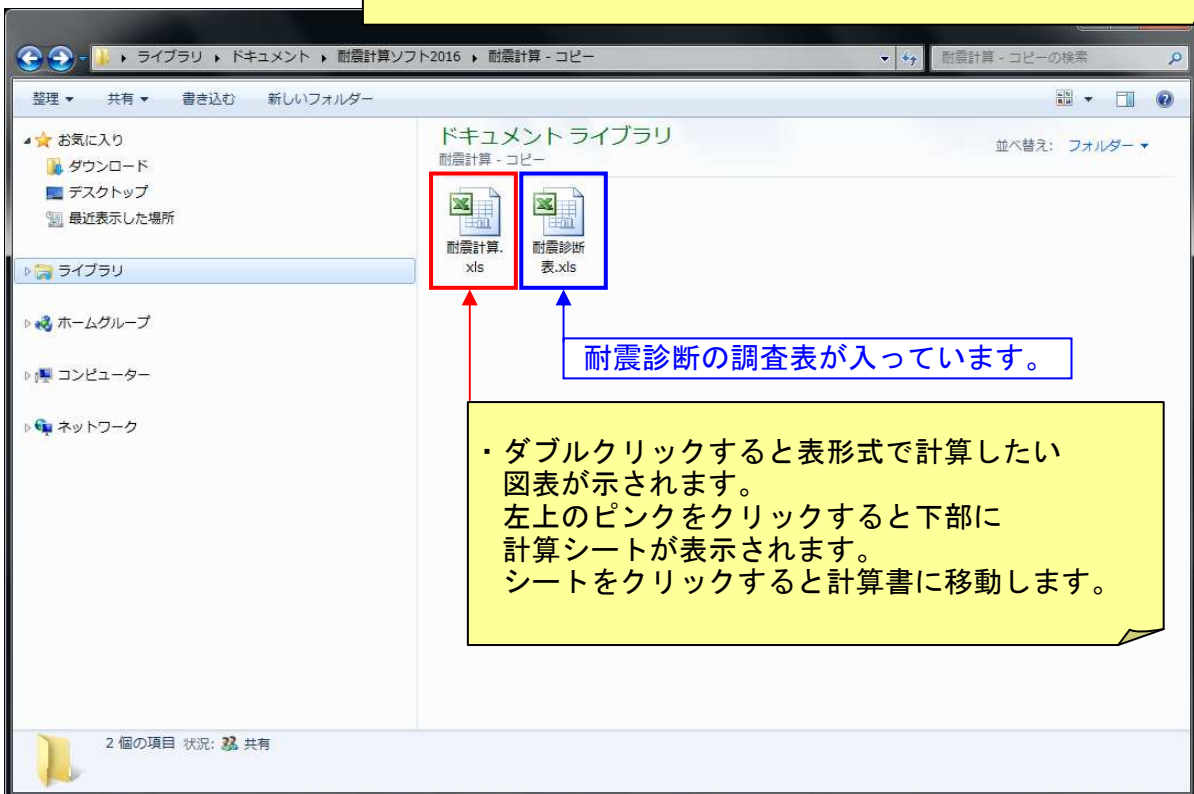 ライブラリ ▸ ドキュメント ▸ 耐震計算ソフト2016 ▸ 耐震計算 - コピー
耐震計算 - コピーの検索
整理 ▼ 共有 ▼ 書き込む 新しいフォルダー
お気に入り
ダウンロード
デスクトップ
最近表示した場所
ライブラリ
ホームグループ
コンピューター
ネットワーク
ドキュメント ライブラリ
耐震計算 - コピー
並べ替え: フォルダー ▼
耐震計算.
xls
耐震診断
表.xls
耐震診断の調査表が入っています。
・ダブルクリックすると表形式で計算したい
図表が示されます。
左上のピンクをクリックすると下部に
計算シートが表示されます。
シートをクリックすると計算書に移動します。
2 個の項目 状況: 共有